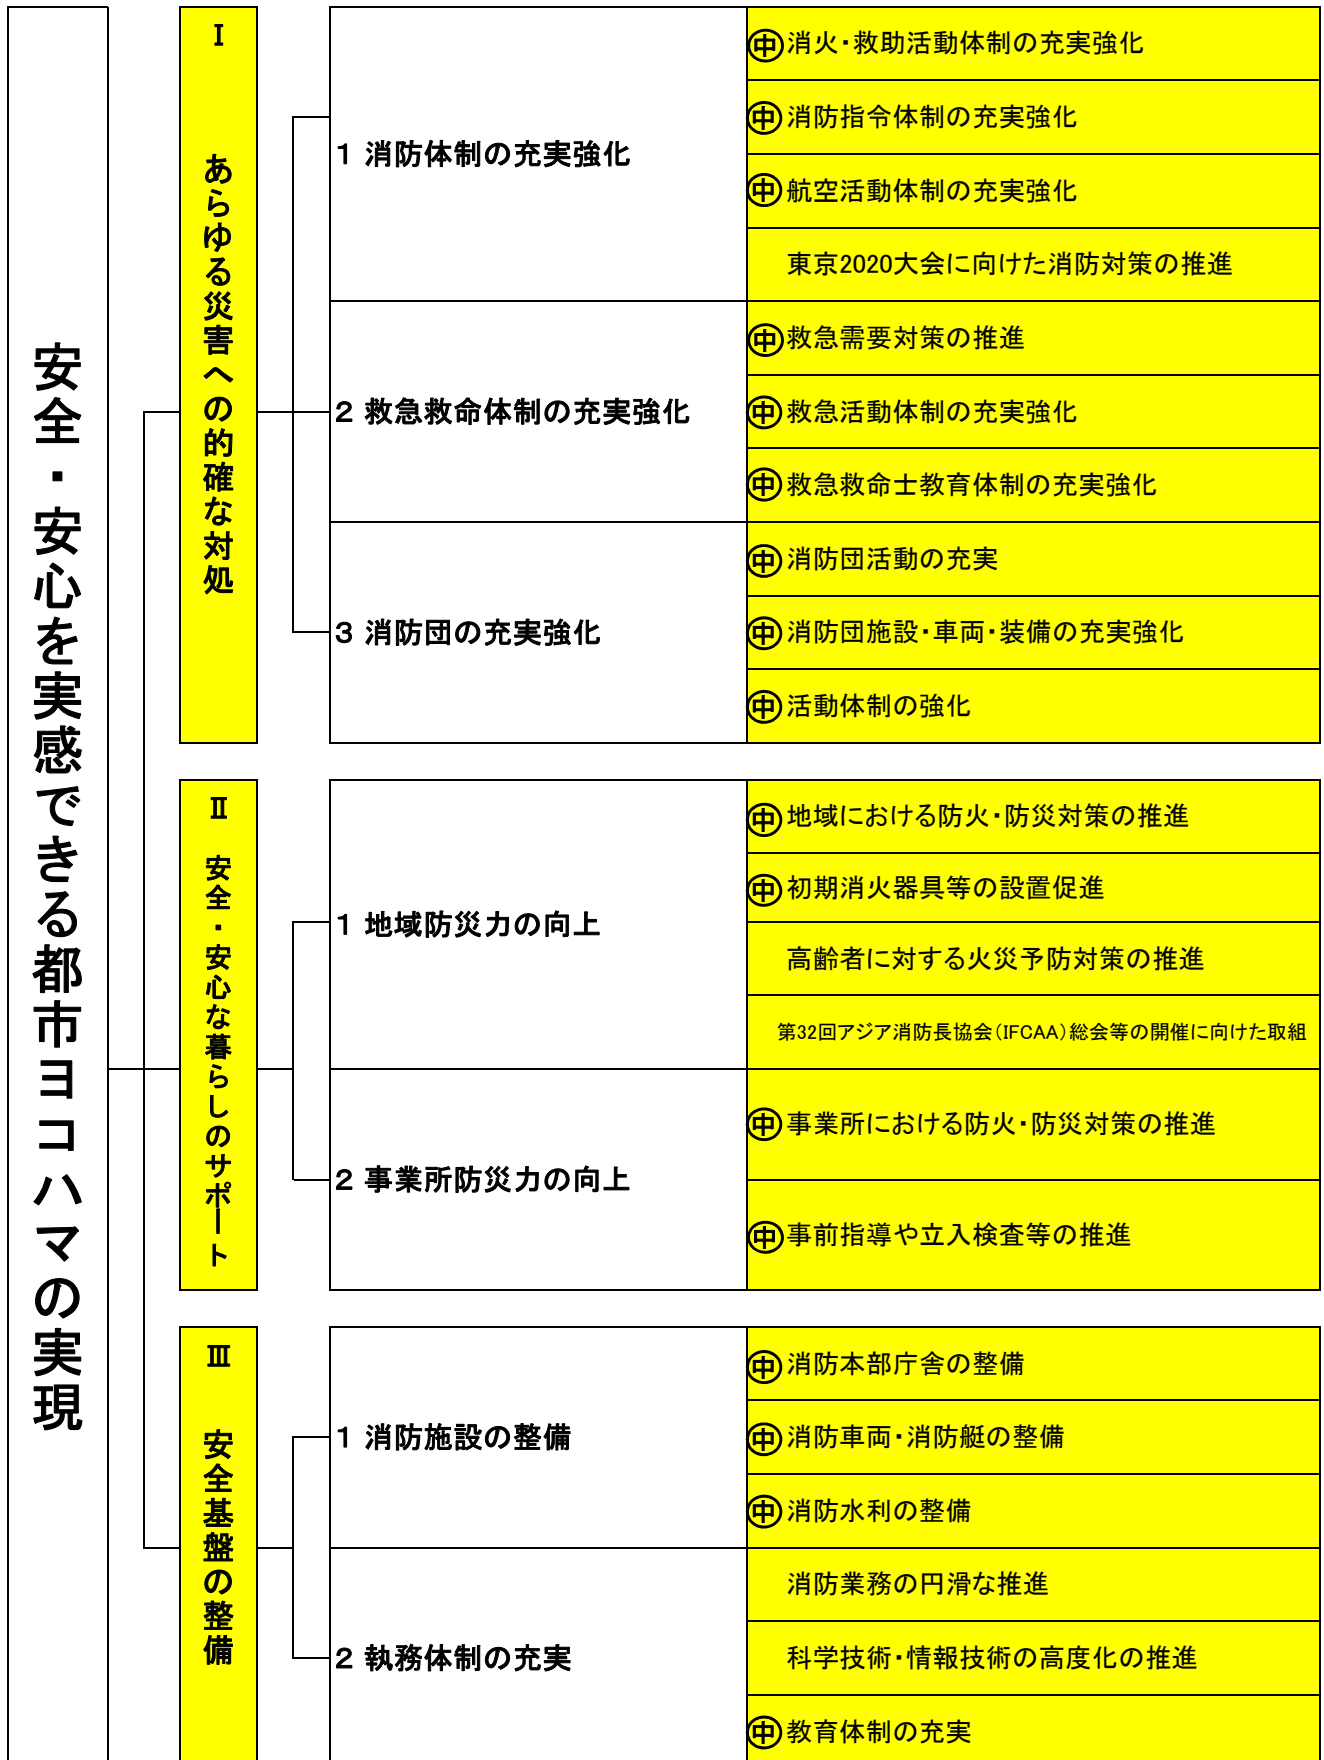 安全・安心を実感できる都市ヨコハマの実現
Ⅰ あらゆる災害への的確な対処
1 消防体制の充実強化
㊥消火・救助活動体制の充実強化
㊥消防指令体制の充実強化
㊥航空活動体制の充実強化
東京2020大会に向けた消防対策の推進
2 救急救命体制の充実強化
㊥救急需要対策の推進
㊥救急活動体制の充実強化
㊥救急救命士教育体制の充実強化
3 消防団の充実強化
㊥消防団活動の充実
㊥消防団施設・車両・装備の充実強化
㊥活動体制の強化
Ⅱ 安全・安心な暮らしのサポート
1 地域防災力の向上
㊥地域における防火・防災対策の推進
㊥初期消火器具等の設置促進
高齢者に対する火災予防対策の推進
第32回アジア消防長協会（IFCAA）総会等の開催に向けた取組
2 事業所防災力の向上
㊥事業所における防火・防災対策の推進
㊥事前指導や立入検査等の推進
Ⅲ 安全基盤の整備
1 消防施設の整備
㊥消防本部庁舎の整備
㊥消防車両・消防艇の整備
㊥消防水利の整備
2 執務体制の充実
消防業務の円滑な推進
科学技術・情報技術の高度化の推進
㊥教育体制の充実